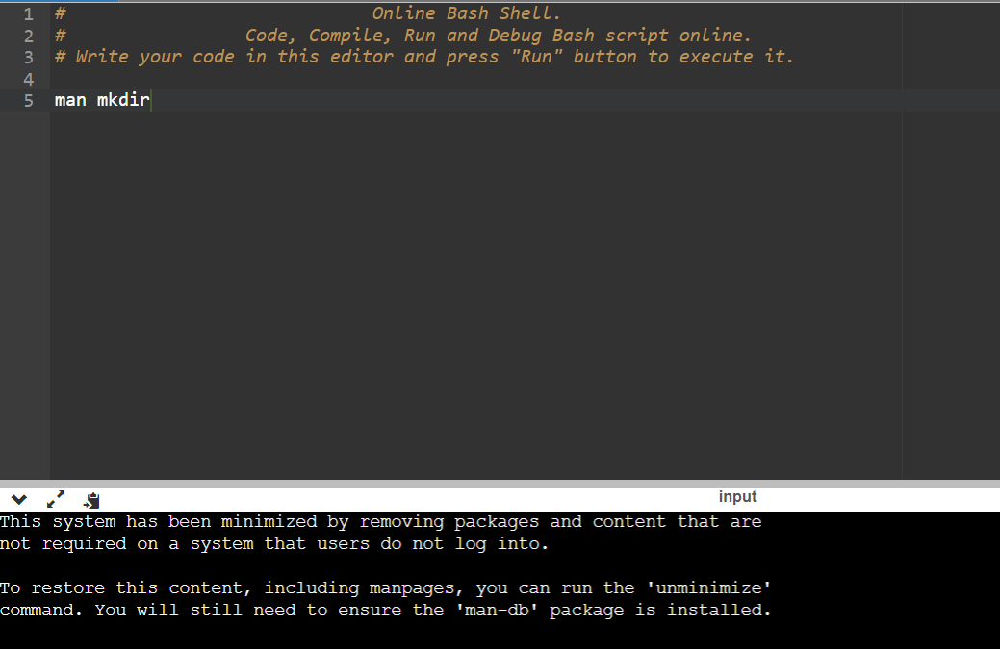 1 # Online Bash Shell.
2 # Code, Compile, Run and Debug Bash script online.
3 # Write your code in this editor and press "Run" button to execute it.
4
5 man mkdir
input
This system has been minimized by removing packages and content that are
not required on a system that users do not log into.
To restore this content, including manpages, you can run the 'unminimize'
command. You will still need to ensure the 'man-db' package is installed.